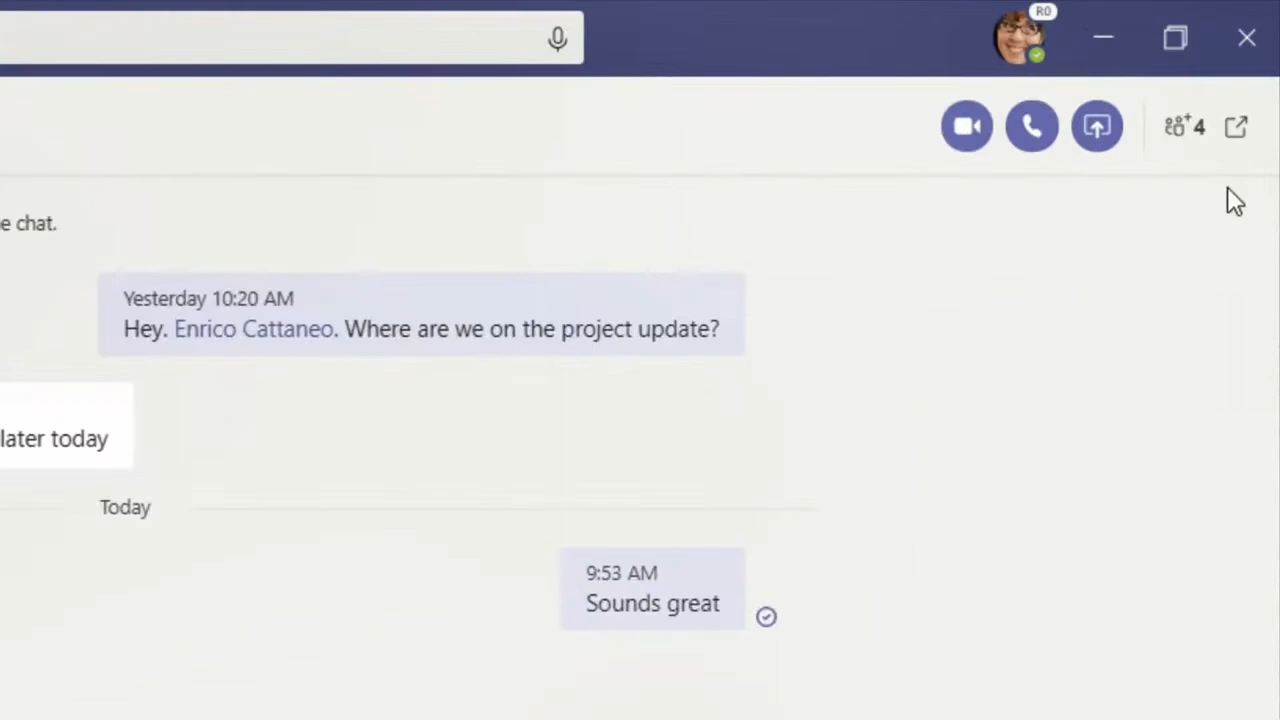 R0
4
e chat.
Yesterday 10:20 AM
Hey. Enrico Cattaneo. Where are we on the project update?
later today
Today
9:53 AM
Sounds great